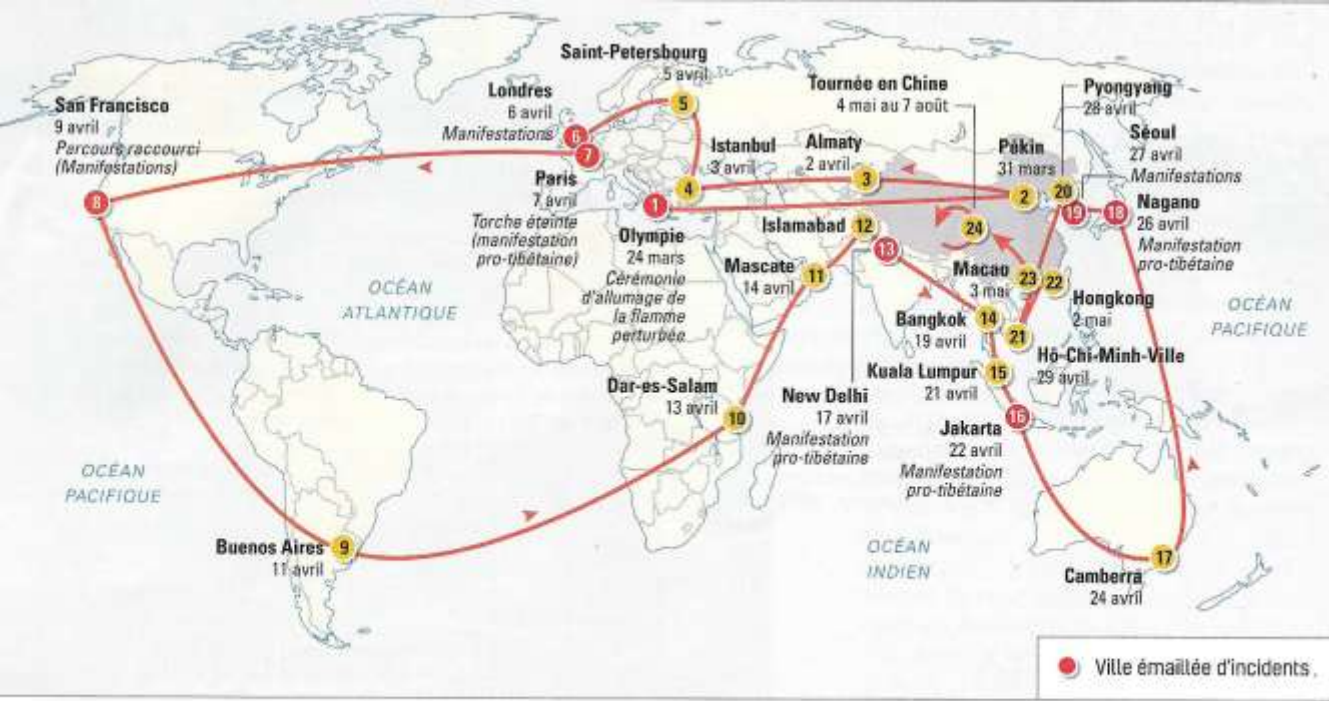 Saint-Petersbourg
5 avril
5
Londres
6 avril
Manifestations
6
7
San Francisco
9 avril
Parcours raccourci
(Manifestations)
8
Paris
7 avril
Torche éteinte
(manifestation
pro-tibétaine)
Istanbul
3 avril
4
Almaty
2 avril
3
Tournée en Chine
4 mai au 7 août
24
Pékin
31 mars
2
Pyongyang
28 avril
20
Séoul
27 avril
Manifestations
19
Nagano
26 avril
Manifestation
pro-tibétaine
18
1
Olympie
24 mars
Cérémonie
d'allumage de
la flamme
perturbée
Islamabad
12
13
Mascate
14 avril
11
Macao
3 mai
23
22
Hongkong
2 mai
Bangkok
19 avril
14
21
Hô-Chi-Minh-Ville
29 avril
Kuala Lumpur
21 avril
15
Dar-es-Salam
13 avril
10
New Delhi
17 avril
Manifestation
pro-tibétaine
16
Jakarta
22 avril
Manifestation
pro-tibétaine
OCÉAN
ATLANTIQUE
OCÉAN
PACIFIQUE
OCÉAN
PACIFIQUE
Buenos Aires
11 avril
9
OCÉAN
INDIEN
17
Camberra
24 avril
Ville émaillée d'incidents.